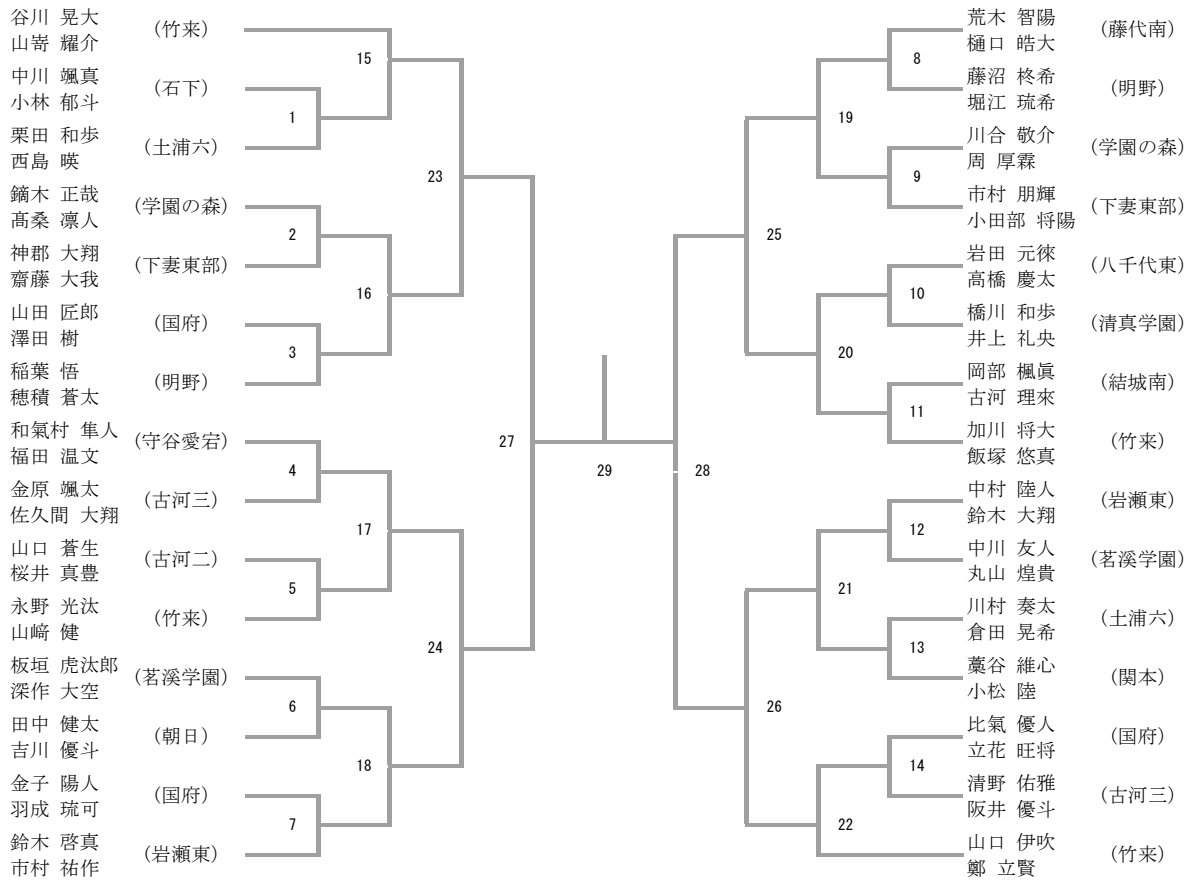 谷川 晃大
山嵜 耀介
(竹来)
中川 颯真
小林 郁斗
(石下)
栗田 和歩
西島 暎
(土浦六)
鏑木 正哉
髙桑 凛人
(学園の森)
神郡 大翔
齋藤 大我
(下妻東部)
山田 匠郎
澤田 樹
(国府)
稲葉 悟
穂積 蒼太
(明野)
和氣村 隼人
福田 温文
(守谷愛宕)
金原 颯太
佐久間 大翔
(古河三)
山口 蒼生
桜井 真豊
(古河二)
永野 光汰
山﨑 健
(竹来)
板垣 虎汰郎
深作 大空
(茗溪学園)
田中 健太
吉川 優斗
(朝日)
金子 陽人
羽成 琉可
(国府)
鈴木 啓真
市村 祐作
(岩瀬東)
1
2
3
4
5
6
7
15
16
17
18
23
24
27
29
28
25
26
19
20
21
22
8
9
10
11
12
13
14
荒木 智陽
樋口 皓大
(藤代南)
藤沼 柊希
堀江 琉希
(明野)
川合 敬介
周 厚霖
(学園の森)
市村 朋輝
小田部 将陽
(下妻東部)
岩田 元徠
高橋 慶太
(八千代東)
橋川 和歩
井上 礼央
(清真学園)
岡部 楓眞
古河 理來
(結城南)
加川 将大
飯塚 悠真
(竹来)
中村 陸人
鈴木 大翔
(岩瀬東)
中川 友人
丸山 煌貴
(茗溪学園)
川村 奏太
倉田 晃希
(土浦六)
藁谷 維心
小松 陸
(関本)
比氣 優人
立花 旺将
(国府)
清野 佑雅
阪井 優斗
(古河三)
山口 伊吹
鄭 立賢
(竹来)